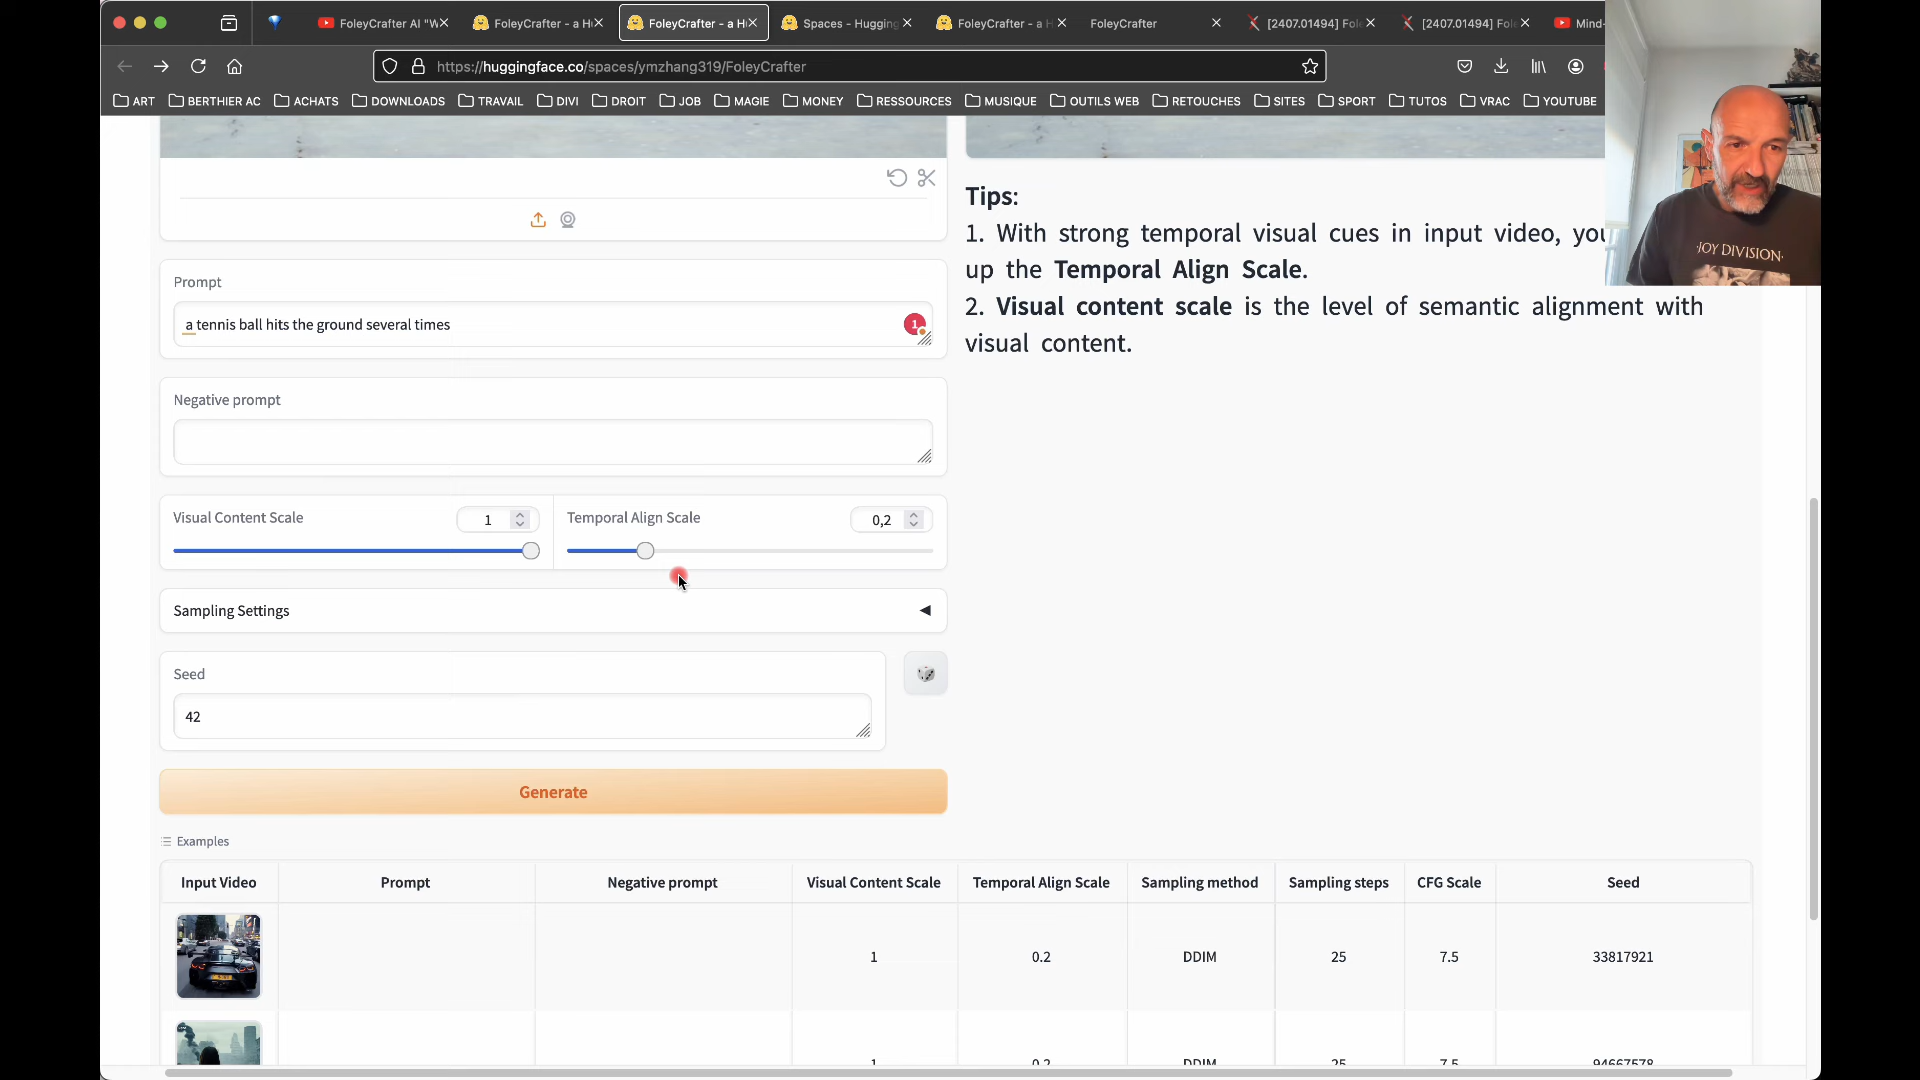 FoleyCrafter AI "W
FoleyCrafter - a H
FoleyCrafter - a H
Spaces - Hugging
FoleyCrafter - a H
FoleyCrafter
[2407.01494] Fol
[2407.01494] Fol
Mind-
https://huggingface.co/spaces/ymzhang319/FoleyCrafter
ART
BERTHIER AC
ACHATS
DOWNLOADS
TRAVAIL
DIVI
DROIT
JOB
MAGIE
MONEY
RESSOURCES
MUSIQUE
OUTILS WEB
RETOUCHES
SITES
SPORT
TUTOS
VRAC
YOUTUBE
JOY DIVISION
Tips:
1. With strong temporal visual cues in input video, you
up the Temporal Align Scale.
2. Visual content scale is the level of semantic alignment with
visual content.
Prompt
a tennis ball hits the ground several times
1
Negative prompt
Visual Content Scale
1
Temporal Align Scale
0,2
Sampling Settings
Seed
42
Generate
Examples
Input Video Prompt Negative prompt Visual Content Scale Temporal Align Scale Sampling method Sampling steps CFG Scale Seed
1 0.2 DDIM 25 7.5 33817921
1 0.2 DDIM 25 7.5 94667578